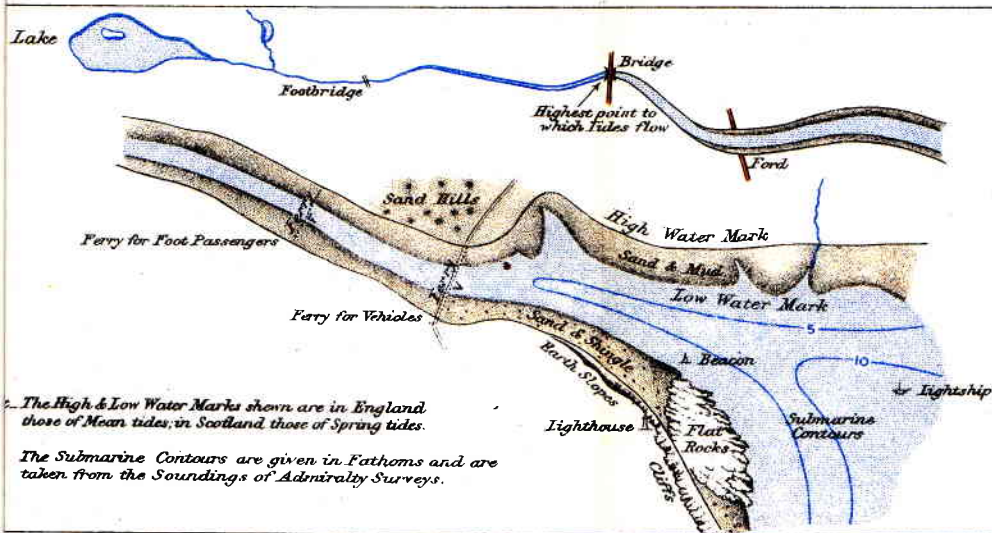 Lake
Footbridge
Bridge
Highest point to
which Tides flow
Ford
Sand Hills
High Water Mark
Ferry
Ferry for Foot Passengers
Sand & Mud
Low Water Mark
Ferry
V
Ferry for Vehicles
5
Sand & Shingle
Earth Slopes
Beacon
10
Lightship
The High & Low Water Marks shewn are in England
those of Mean tides; in Scotland those of Spring tides.
Lighthouse
Flat
Rocks
Submarine
Contours
Cliffs
The Submarine Contours are given in Fathoms and are
taken from the Soundings of Admiralty Surveys.